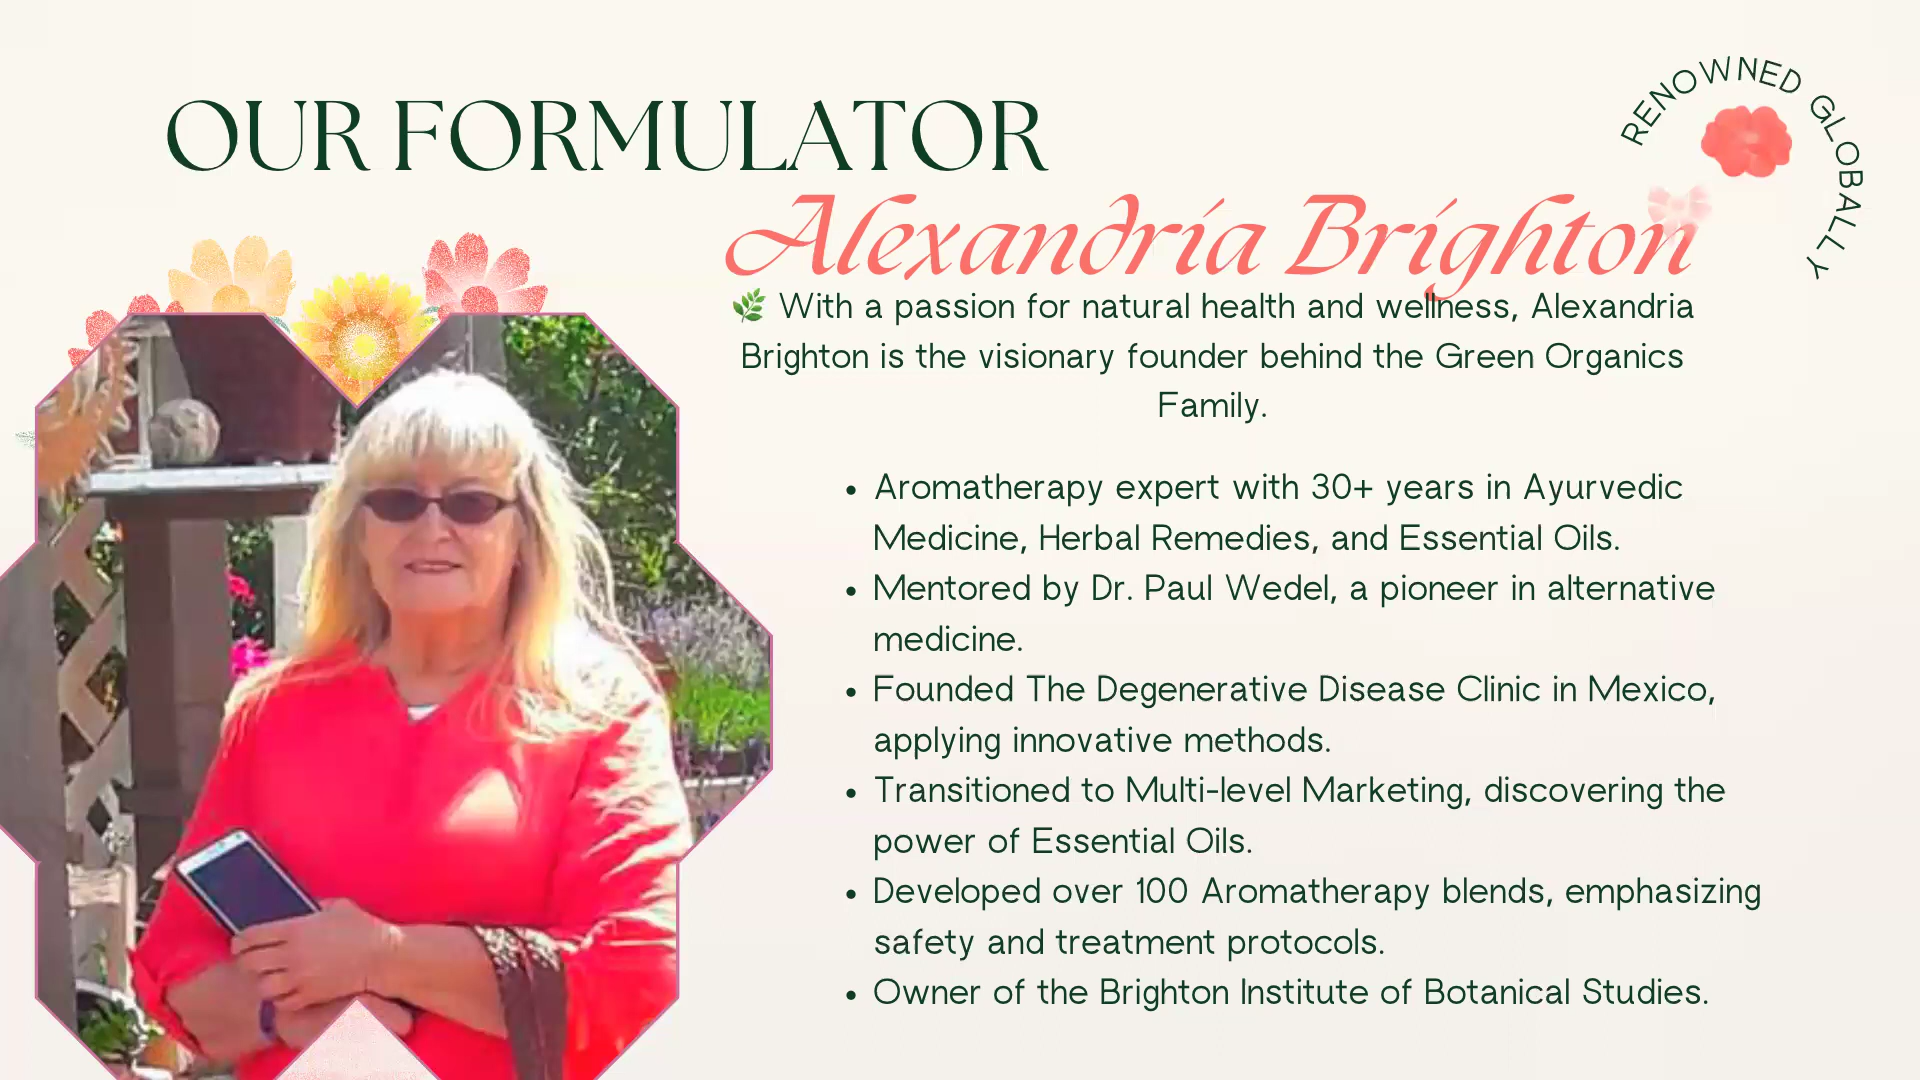 OUR FORMULATOR
RENOWNED GLOBALLY
Alexandria Brighton
🌿 With a passion for natural health and wellness, Alexandria
Brighton is the visionary founder behind the Green Organics
Family.
• Aromatherapy expert with 30+ years in Ayurvedic
Medicine, Herbal Remedies, and Essential Oils.
• Mentored by Dr. Paul Wedel, a pioneer in alternative
medicine.
• Founded The Degenerative Disease Clinic in Mexico,
applying innovative methods.
• Transitioned to Multi-level Marketing, discovering the
power of Essential Oils.
• Developed over 100 Aromatherapy blends, emphasizing
safety and treatment protocols.
• Owner of the Brighton Institute of Botanical Studies.